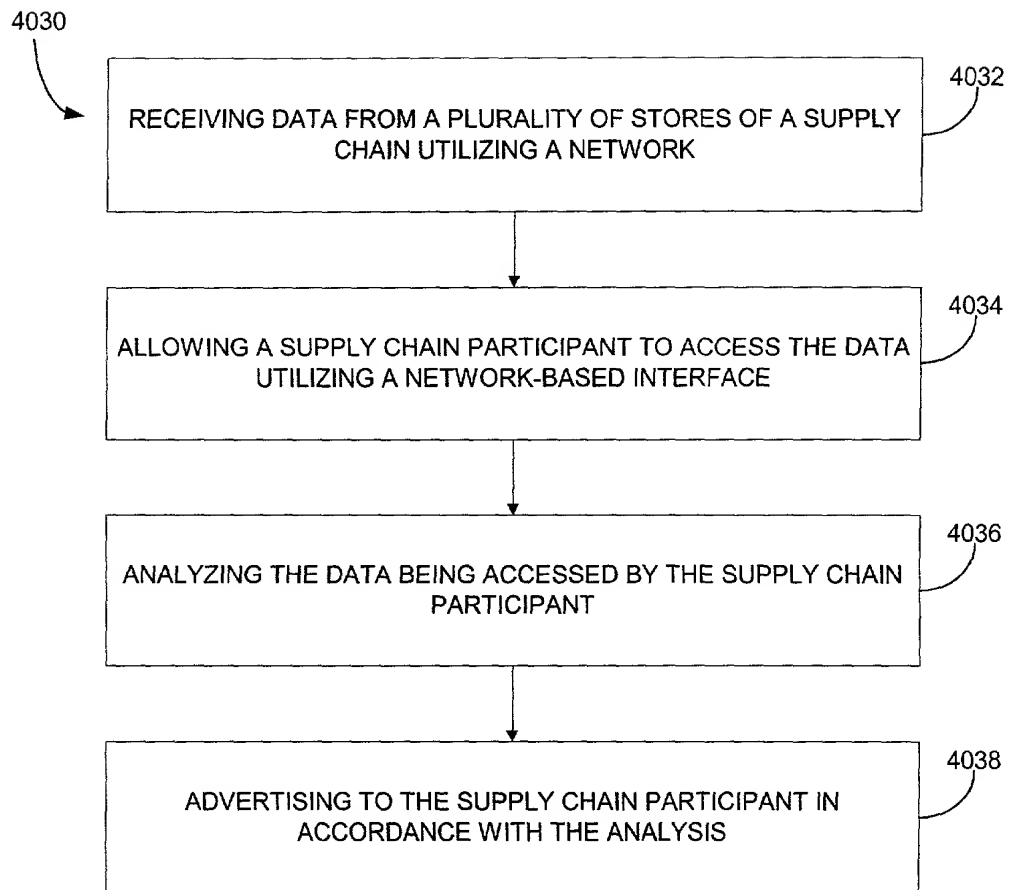 4030
4032
RECEIVING DATA FROM A PLURALITY OF STORES OF A SUPPLY
CHAIN UTILIZING A NETWORK
4034
ALLOWING A SUPPLY CHAIN PARTICIPANT TO ACCESS THE DATA
UTILIZING A NETWORK-BASED INTERFACE
4036
ANALYZING THE DATA BEING ACCESSED BY THE SUPPLY CHAIN
PARTICIPANT
4038
ADVERTISING TO THE SUPPLY CHAIN PARTICIPANT IN
ACCORDANCE WITH THE ANALYSIS